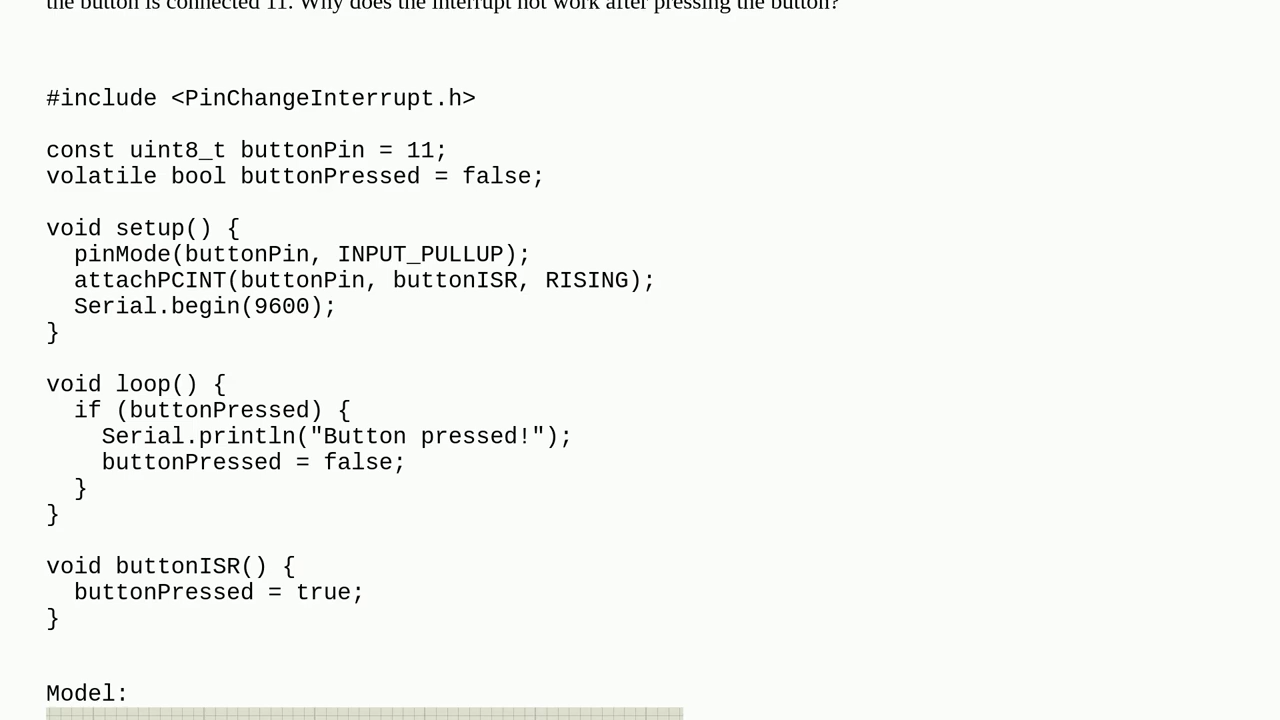 the button is connected 11. Why does the interrupt not work after pressing the button?
#include <PinChangeInterrupt.h>
const uint8_t buttonPin = 11;
volatile bool buttonPressed = false;
void setup() {
  pinMode(buttonPin, INPUT_PULLUP);
  attachPCINT(buttonPin, buttonISR, RISING);
  Serial.begin(9600);
}
void loop() {
  if (buttonPressed) {
    Serial.println("Button pressed!");
    buttonPressed = false;
  }
}
void buttonISR() {
  buttonPressed = true;
}
Model: